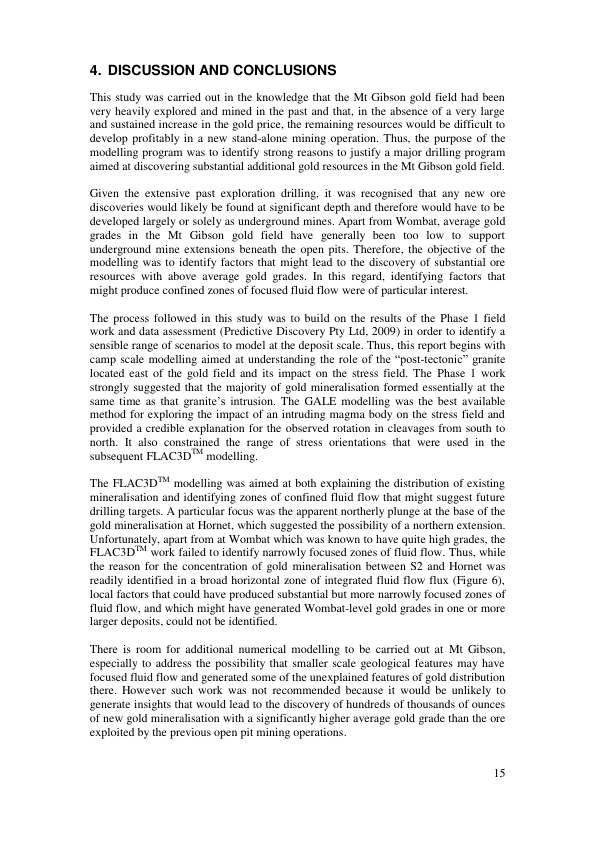 4. DISCUSSION AND CONCLUSIONS
This study was carried out in the knowledge that the Mt Gibson gold field had been
very heavily explored and mined in the past and that, in the absence of a very large
and sustained increase in the gold price, the remaining resources would be difficult to
develop profitably in a new stand-alone mining operation. Thus, the purpose of the
modelling program was to identify strong reasons to justify a major drilling program
aimed at discovering substantial additional gold resources in the Mt Gibson gold field.
Given the extensive past exploration drilling, it was recognised that any new ore
discoveries would likely be found at significant depth and therefore would have to be
developed largely or solely as underground mines. Apart from Wombat, average gold
grades in the Mt Gibson gold field have generally been too low to support
underground mine extensions beneath the open pits. Therefore, the objective of the
modelling was to identify factors that might lead to the discovery of substantial ore
resources with above average gold grades. In this regard, identifying factors that
might produce confined zones of focused fluid flow were of particular interest.
The process followed in this study was to build on the results of the Phase 1 field
work and data assessment (Predictive Discovery Pty Ltd, 2009) in order to identify a
sensible range of scenarios to model at the deposit scale. Thus, this report begins with
camp scale modelling aimed at understanding the role of the “post-tectonic” granite
located east of the gold field and its impact on the stress field. The Phase 1 work
strongly suggested that the majority of gold mineralisation formed essentially at the
same time as that granite’s intrusion. The GALE modelling was the best available
method for exploring the impact of an intruding magma body on the stress field and
provided a credible explanation for the observed rotation in cleavages from south to
north. It also constrained the range of stress orientations that were used in the
subsequent FLAC3D™ modelling.
The FLAC3D™ modelling was aimed at both explaining the distribution of existing
mineralisation and identifying zones of confined fluid flow that might suggest future
drilling targets. A particular focus was the apparent northerly plunge at the base of the
gold mineralisation at Hornet, which suggested the possibility of a northern extension.
Unfortunately, apart from at Wombat which was known to have quite high grades, the
FLAC3D™ work failed to identify narrowly focused zones of fluid flow. Thus, while
the reason for the concentration of gold mineralisation between S2 and Hornet was
readily identified in a broad horizontal zone of integrated fluid flow flux (Figure 6),
local factors that could have produced substantial but more narrowly focused zones of
fluid flow, and which might have generated Wombat-level gold grades in one or more
larger deposits, could not be identified.
There is room for additional numerical modelling to be carried out at Mt Gibson,
especially to address the possibility that smaller scale geological features may have
focused fluid flow and generated some of the unexplained features of gold distribution
there. However such work was not recommended because it would be unlikely to
generate insights that would lead to the discovery of hundreds of thousands of ounces
of new gold mineralisation with a significantly higher average gold grade than the ore
exploited by the previous open pit mining operations.
15